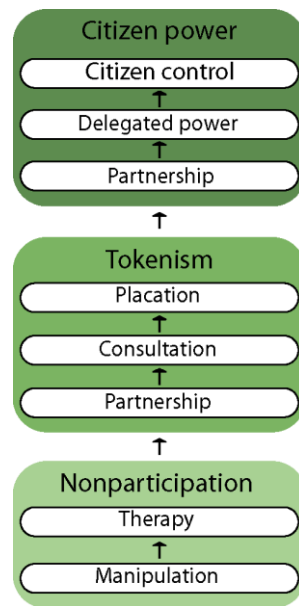 Citizen power
Citizen control
Delegated power
Partnership
Tokenism
Placation
Consultation
Partnership
Nonparticipation
Therapy
Manipulation